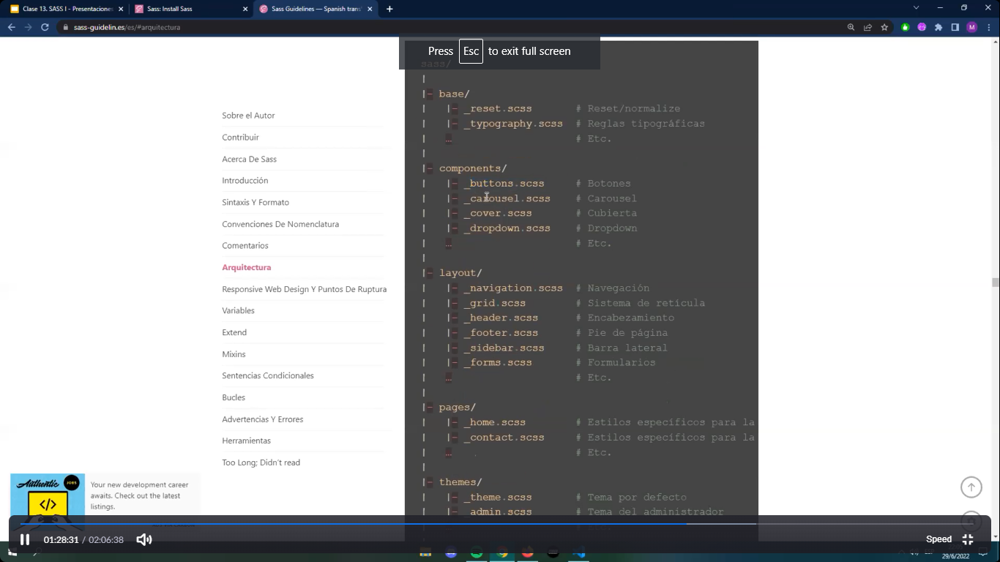 Clase 13. SASS I - Presentaciones
Sass: Install Sass
Sass Guidelines — Spanish trans
sass-guidelin.es/es/#arquitectura
M
Press Esc to exit full screen
sass/
|
|- base/
| |- _reset.scss # Reset/normalize
| |- _typography.scss # Reglas tipográficas
| … # Etc.
|
|- components/
| |- _buttons.scss # Botones
| |- _carousel.scss # Carousel
| |- _cover.scss # Cubierta
| |- _dropdown.scss # Dropdown
| … # Etc.
|
|- layout/
| |- _navigation.scss # Navegación
| |- _grid.scss # Sistema de retícula
| |- _header.scss # Encabezamiento
| |- _footer.scss # Pie de página
| |- _sidebar.scss # Barra lateral
| |- _forms.scss # Formularios
| … # Etc.
|
|- pages/
| |- _home.scss # Estilos específicos para la
| |- _contact.scss # Estilos específicos para la
| … # Etc.
|
|- themes/
| |- _theme.scss # Tema por defecto
| |- _admin.scss # Tema del administrador
Sobre el Autor
Contribuir
Acerca De Sass
Introducción
Sintaxis Y Formato
Convenciones De Nomenclatura
Comentarios
Arquitectura
Responsive Web Design Y Puntos De Ruptura
Variables
Extend
Mixins
Sentencias Condicionales
Bucles
Advertencias Y Errores
Herramientas
Too Long; Didn't read
Authentic JOBS
</>
Your new development career
awaits. Check out the latest
listings.
01:28:31 / 02:06:38
Speed
29/6/2022